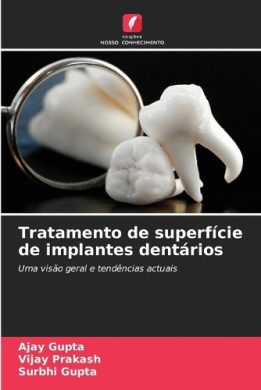 edições
NOSSO CONHECIMENTO
Tratamento de superfície
de implantes dentários
Uma visão geral e tendências actuais
Ajay Gupta
Vijay Prakash
Surbhi Gupta